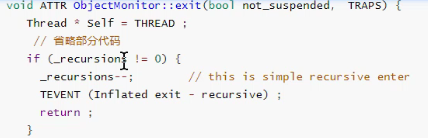 void ATTR ObjectMonitor::exit(bool not_suspended, TRAPS) {
Thread * Self = THREAD ;
// 省略部分代码
if (_recursions != 0) {
_recursions--; // this is simple recursive enter
TEVENT (Inflated exit - recursive) ;
return ;
}